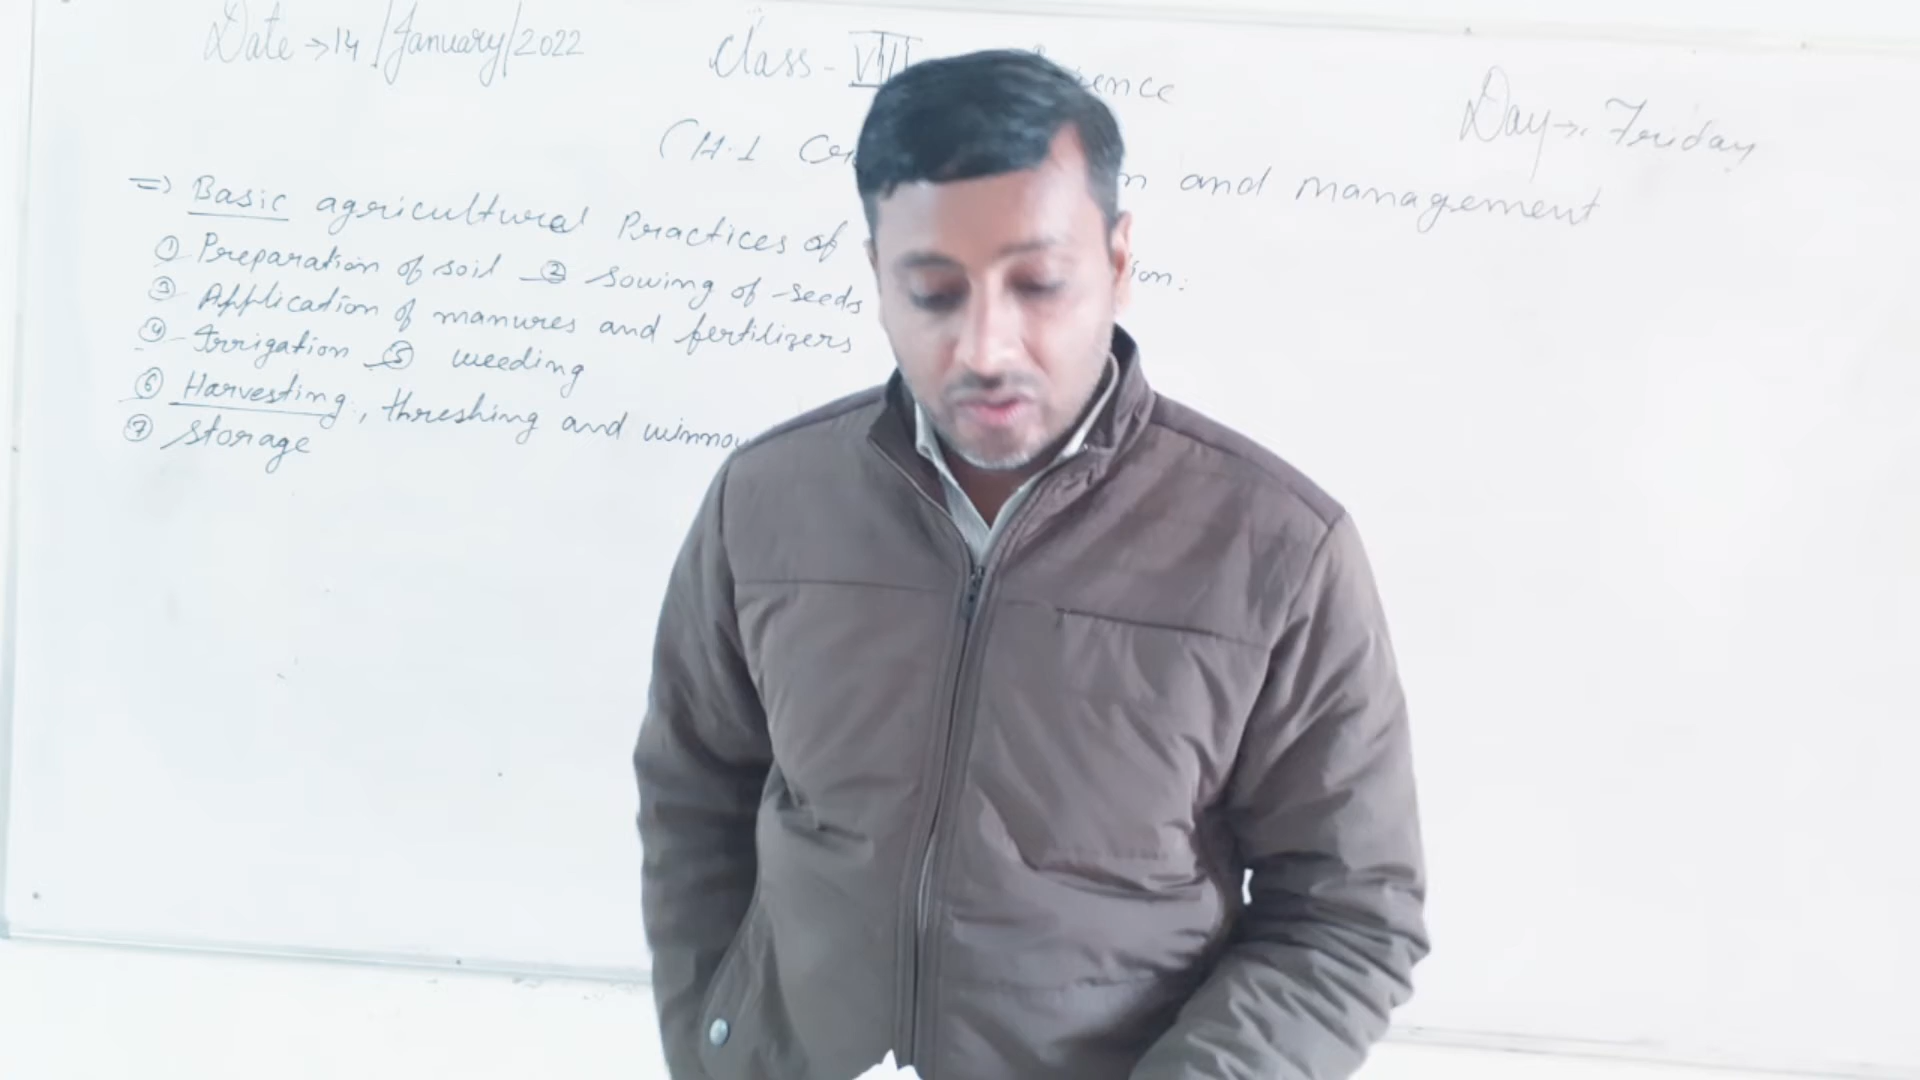 Date → 14/January/2022
Class - VIII
Day → Friday
CH.1 and management
⇒ Basic agricultural Practices of
① Preparation of soil ② sowing of seeds
③ Application of manures and fertilizers
④ Irrigation ⑤ weeding
⑥ Harvesting, threshing and
⑦ storage